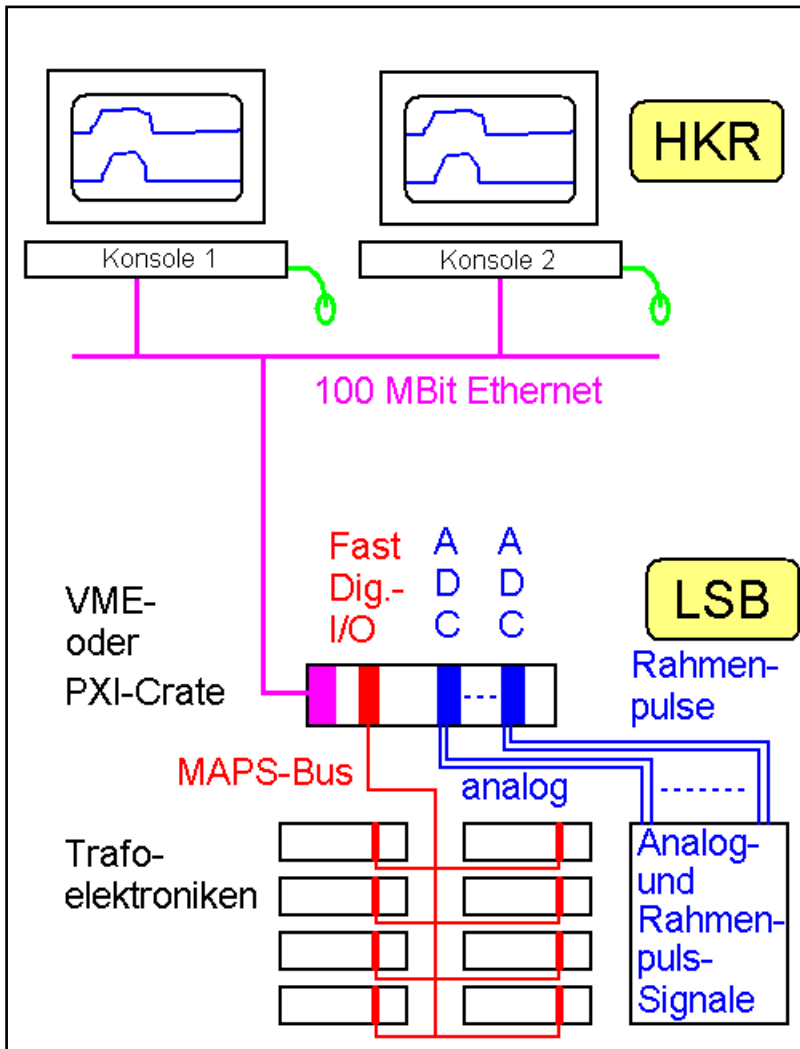 HKR
Konsole 1
Konsole 2
100 MBit Ethernet
VME-
oder
PXI-Crate
Fast
Dig.-
I/O
A
D
C
A
D
C
LSB
Rahmen-
pulse
MAPS-Bus
analog
Trafo-
elektroniken
Analog-
und
Rahmen-
puls-
Signale